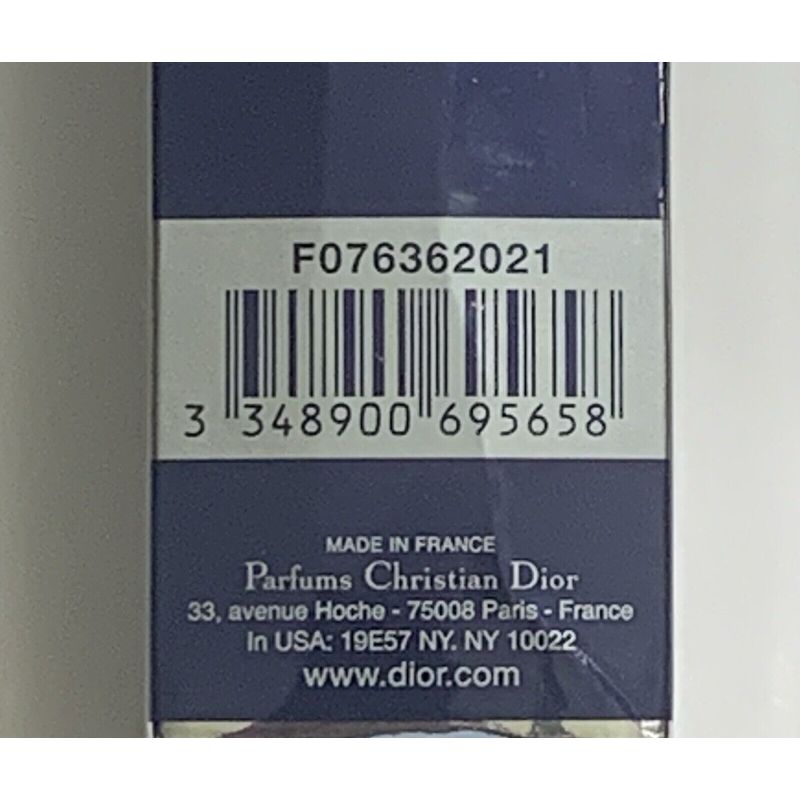 F076362021
3 348900 695658
MADE IN FRANCE
Parfums Christian Dior
33, avenue Hoche - 75008 Paris - France
In USA: 19E57 NY. NY 10022
www.dior.com